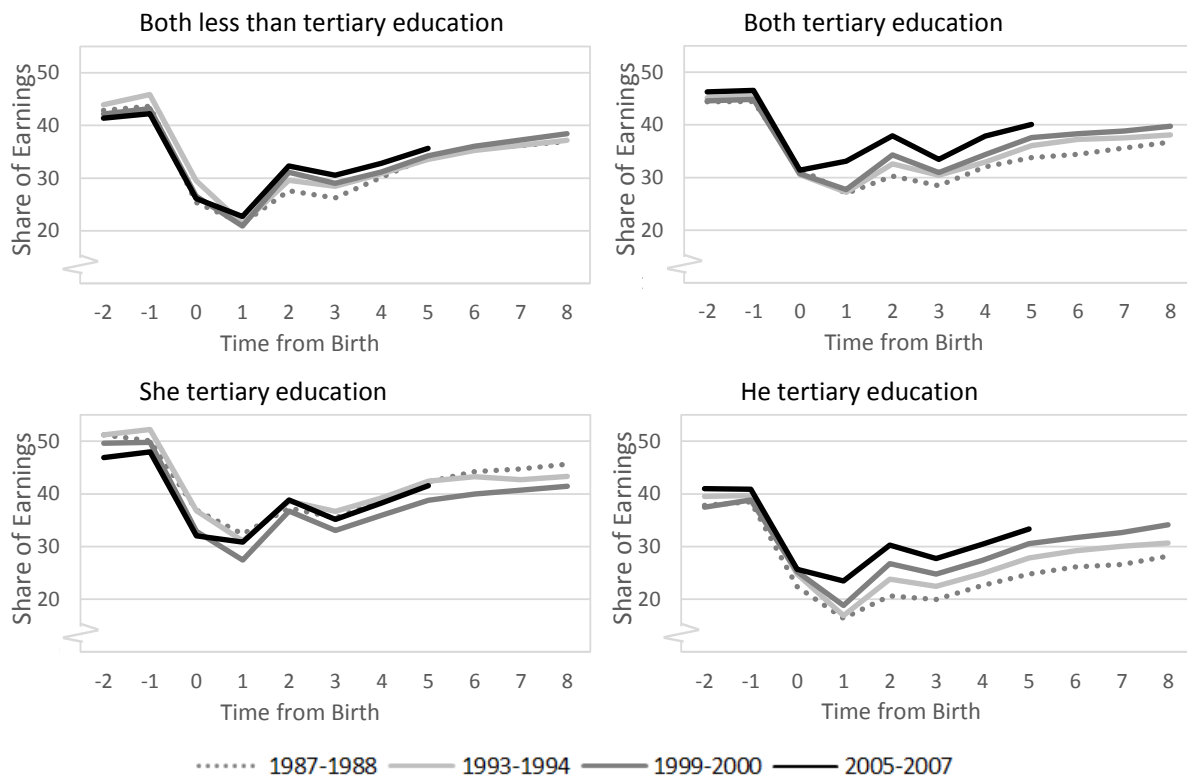 Both less than tertiary education
Share of Earnings
50
40
30
20
-2 -1 0 1 2 3 4 5 6 7 8
Time from Birth
Both tertiary education
Share of Earnings
50
40
30
20
-2 -1 0 1 2 3 4 5 6 7 8
Time from Birth
She tertiary education
Share of Earnings
50
40
30
20
-2 -1 0 1 2 3 4 5 6 7 8
Time from Birth
He tertiary education
Share of Earnings
50
40
30
20
-2 -1 0 1 2 3 4 5 6 7 8
Time from Birth
1987-1988 1993-1994 1999-2000 2005-2007